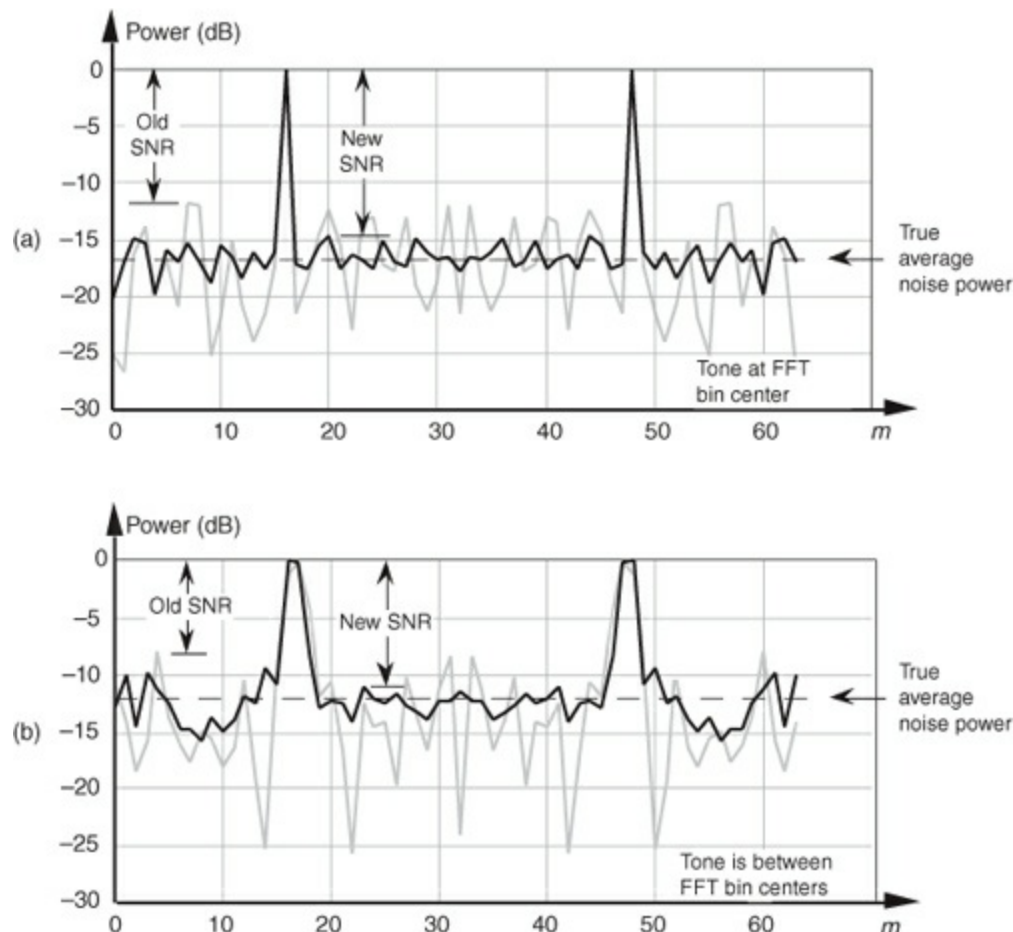 Power (dB)
0
Old
SNR
New
SNR
–5
–10
(a)
–15
True
average
noise power
–20
–25
Tone at FFT
bin center
–30
0 10 20 30 40 50 60 m
Power (dB)
0
Old SNR
New SNR
–5
–10
True
average
noise power
(b)
–15
–20
–25
Tone is between
FFT bin centers
–30
0 10 20 30 40 50 60 m